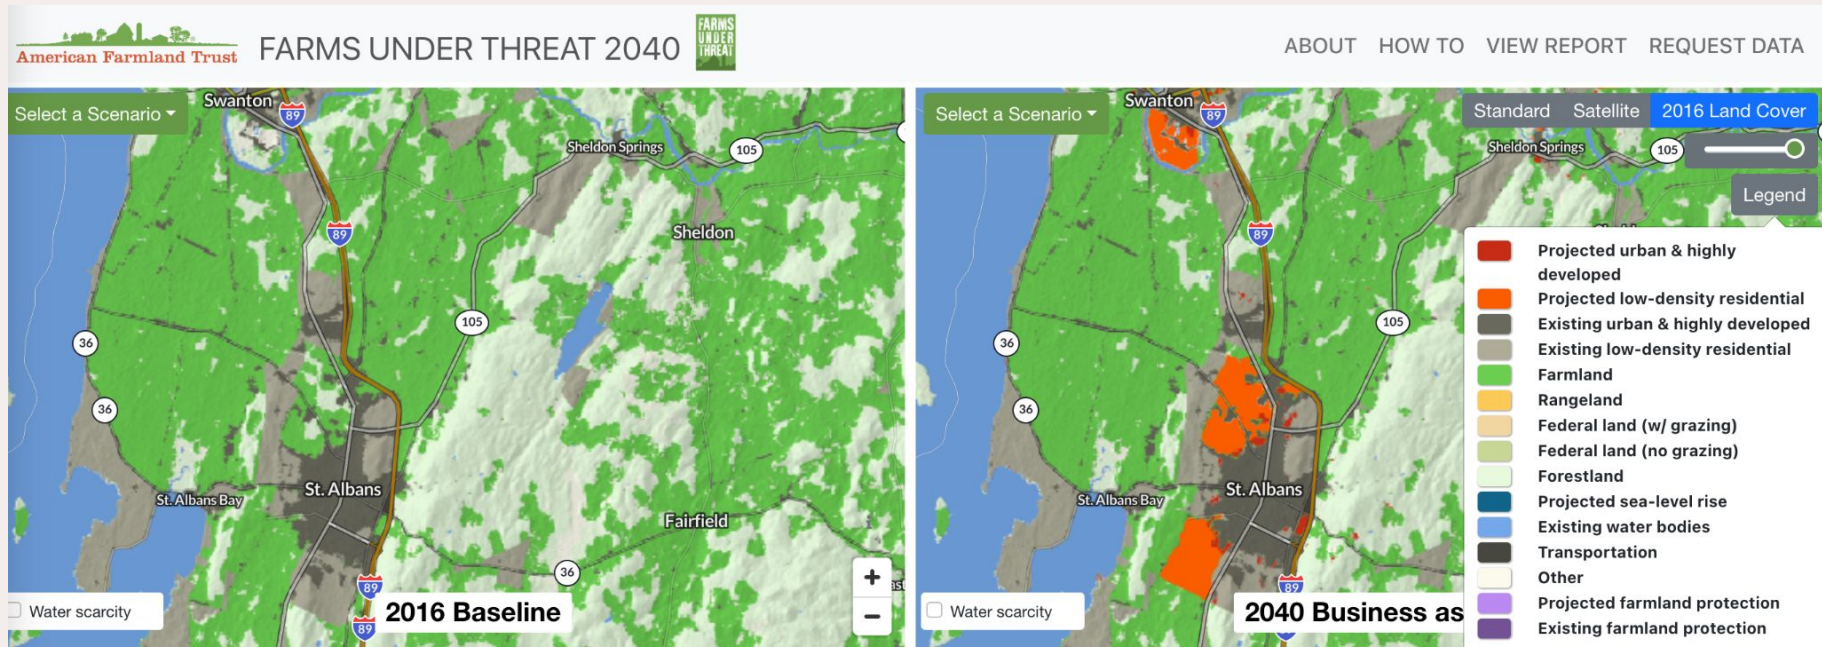 American Farmland Trust
FARMS UNDER THREAT 2040
FARMS
UNDER
THREAT
ABOUT HOW TO VIEW REPORT REQUEST DATA
Select a Scenario
Swanton
89
Sheldon Springs
105
89
Sheldon
105
36
36
St. Albans
St. Albans Bay
Fairfield
36
89
89
Water scarcity
2016 Baseline
+
−
Select a Scenario
Swanton
89
Standard Satellite 2016 Land Cover
Sheldon Springs
105
Legend
89
105
36
36
St. Albans
St. Albans Bay
89
Water scarcity
2040 Business as
Projected urban & highly
developed
Projected low-density residential
Existing urban & highly developed
Existing low-density residential
Farmland
Rangeland
Federal land (w/ grazing)
Federal land (no grazing)
Forestland
Projected sea-level rise
Existing water bodies
Transportation
Other
Projected farmland protection
Existing farmland protection